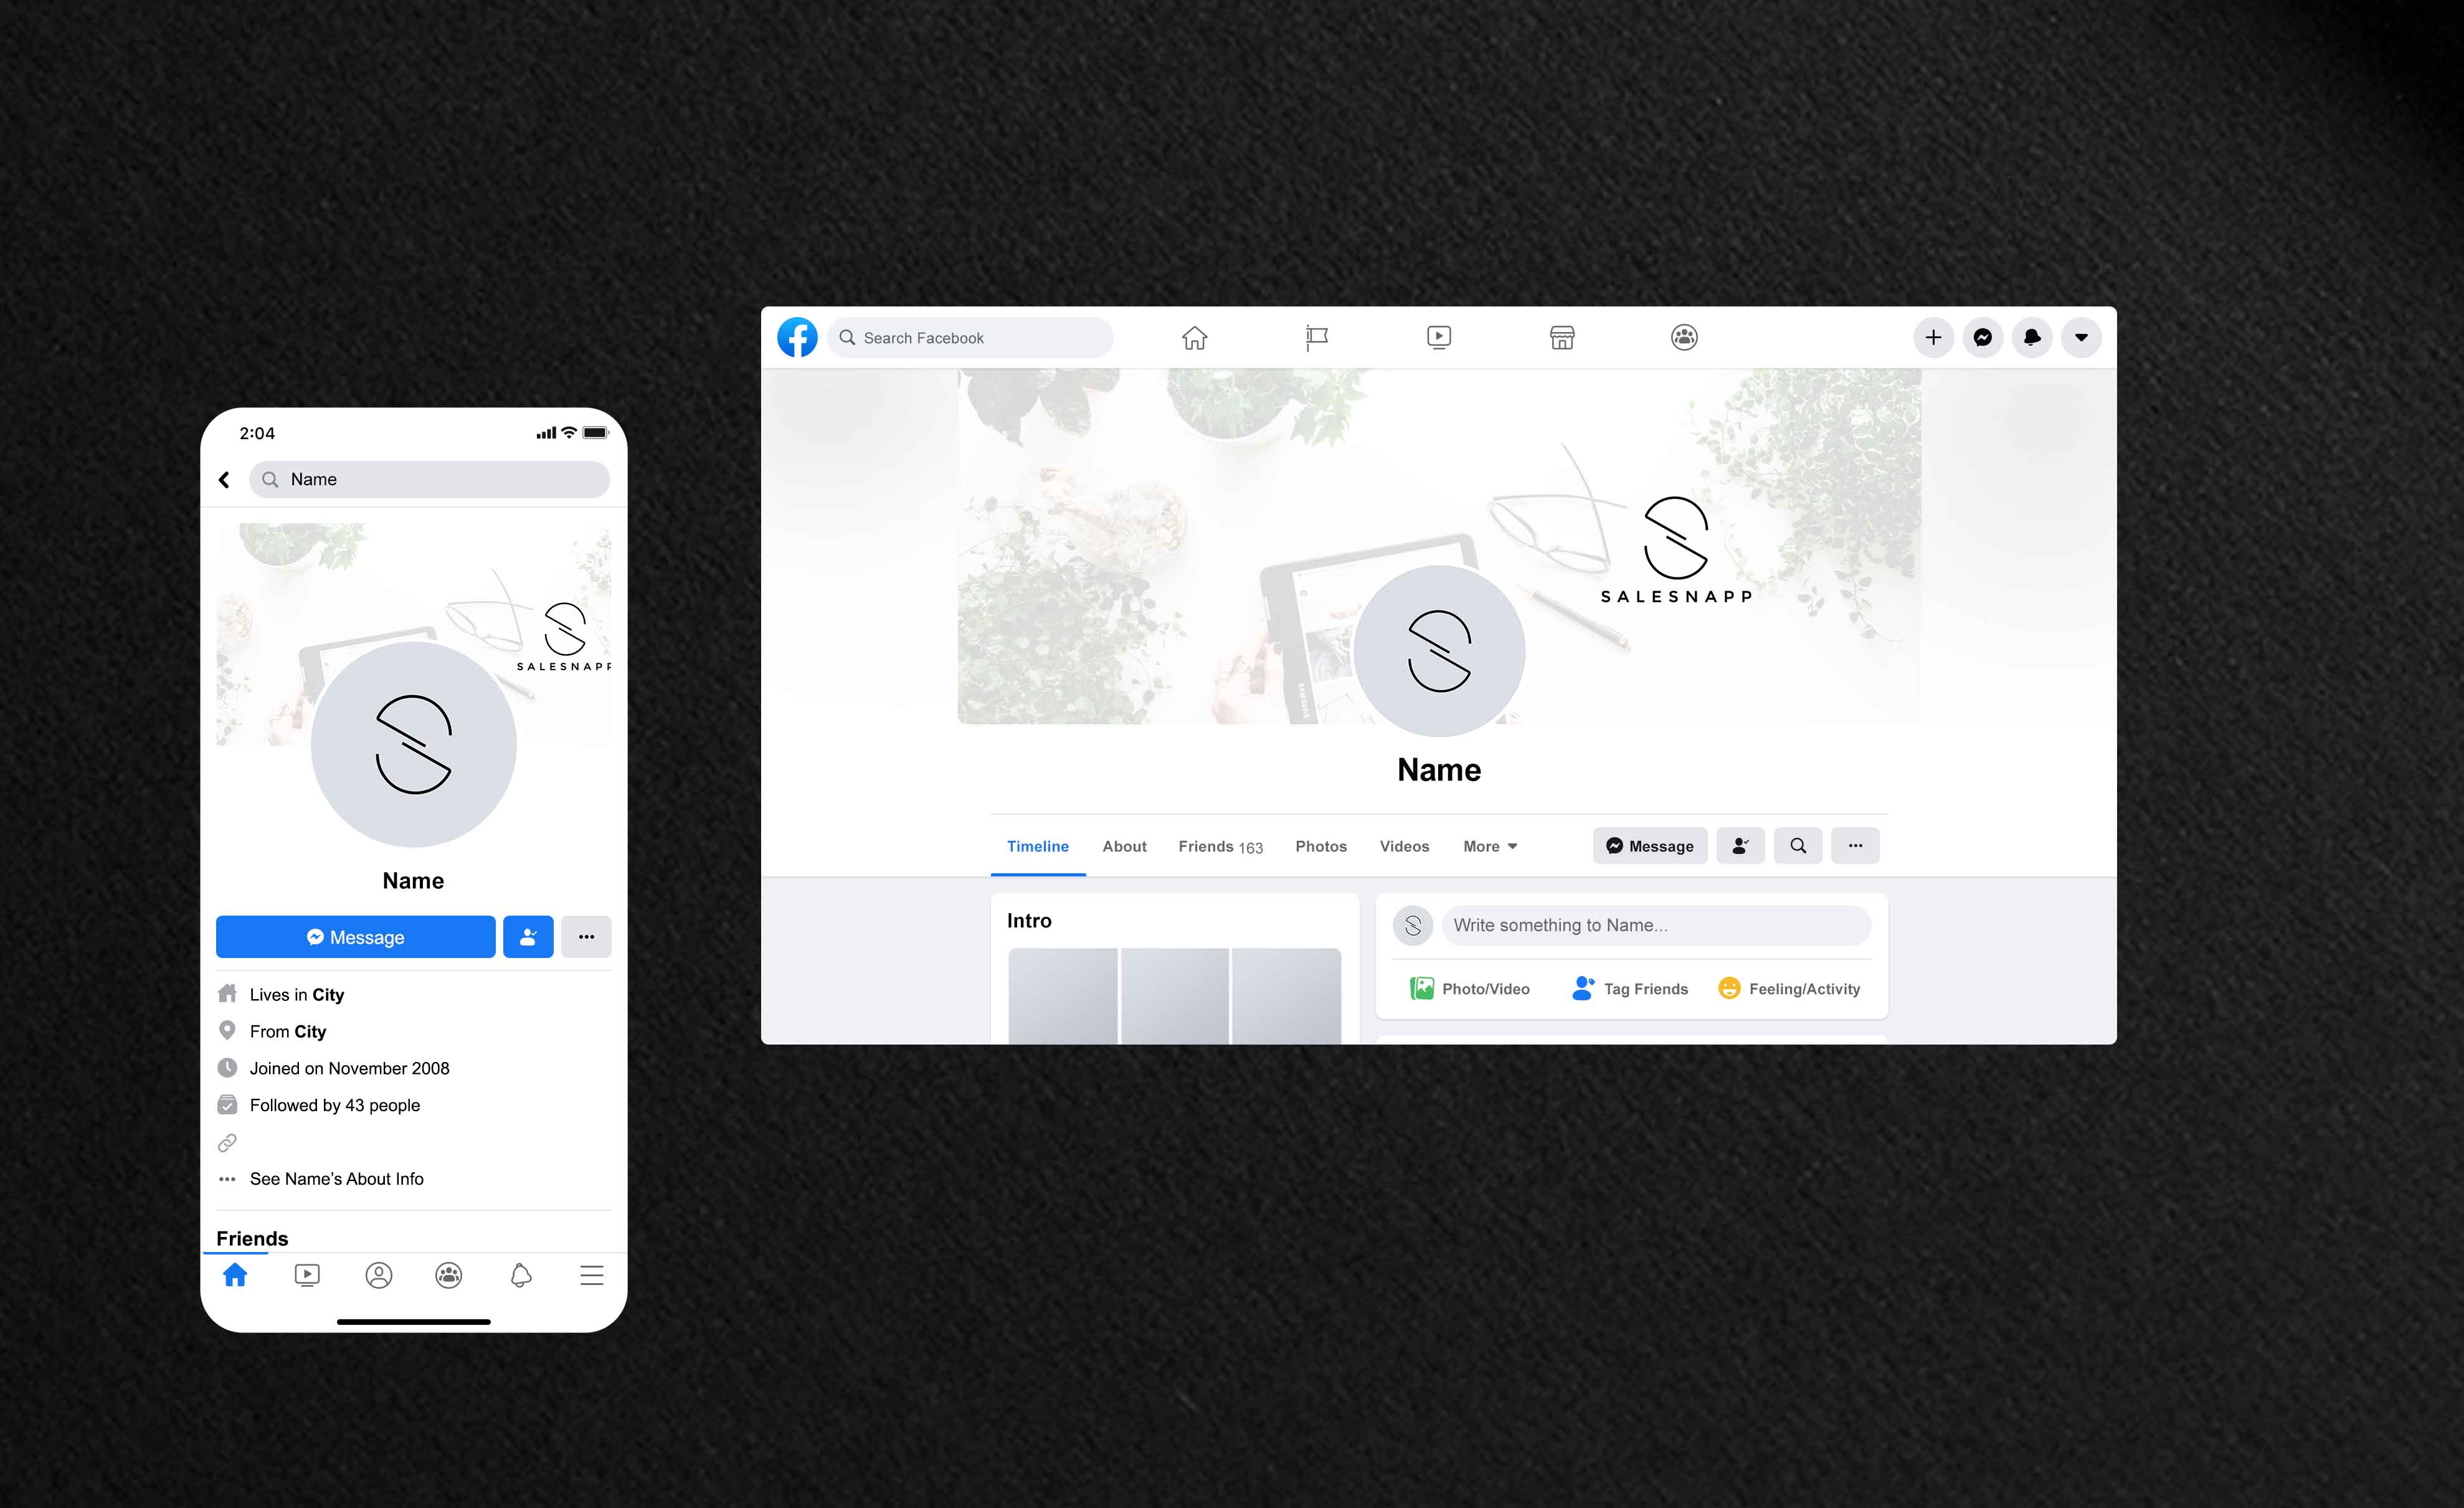 2:04
Name
SALESNAPP
Name
Message
Lives in City
From City
Joined on November 2008
Followed by 43 people
See Name's About Info
Friends
Search Facebook
SALESNAPP
SAMSUNG
Name
Timeline About Friends 163 Photos Videos More Message
Intro
Write something to Name...
Photo/Video Tag Friends Feeling/Activity